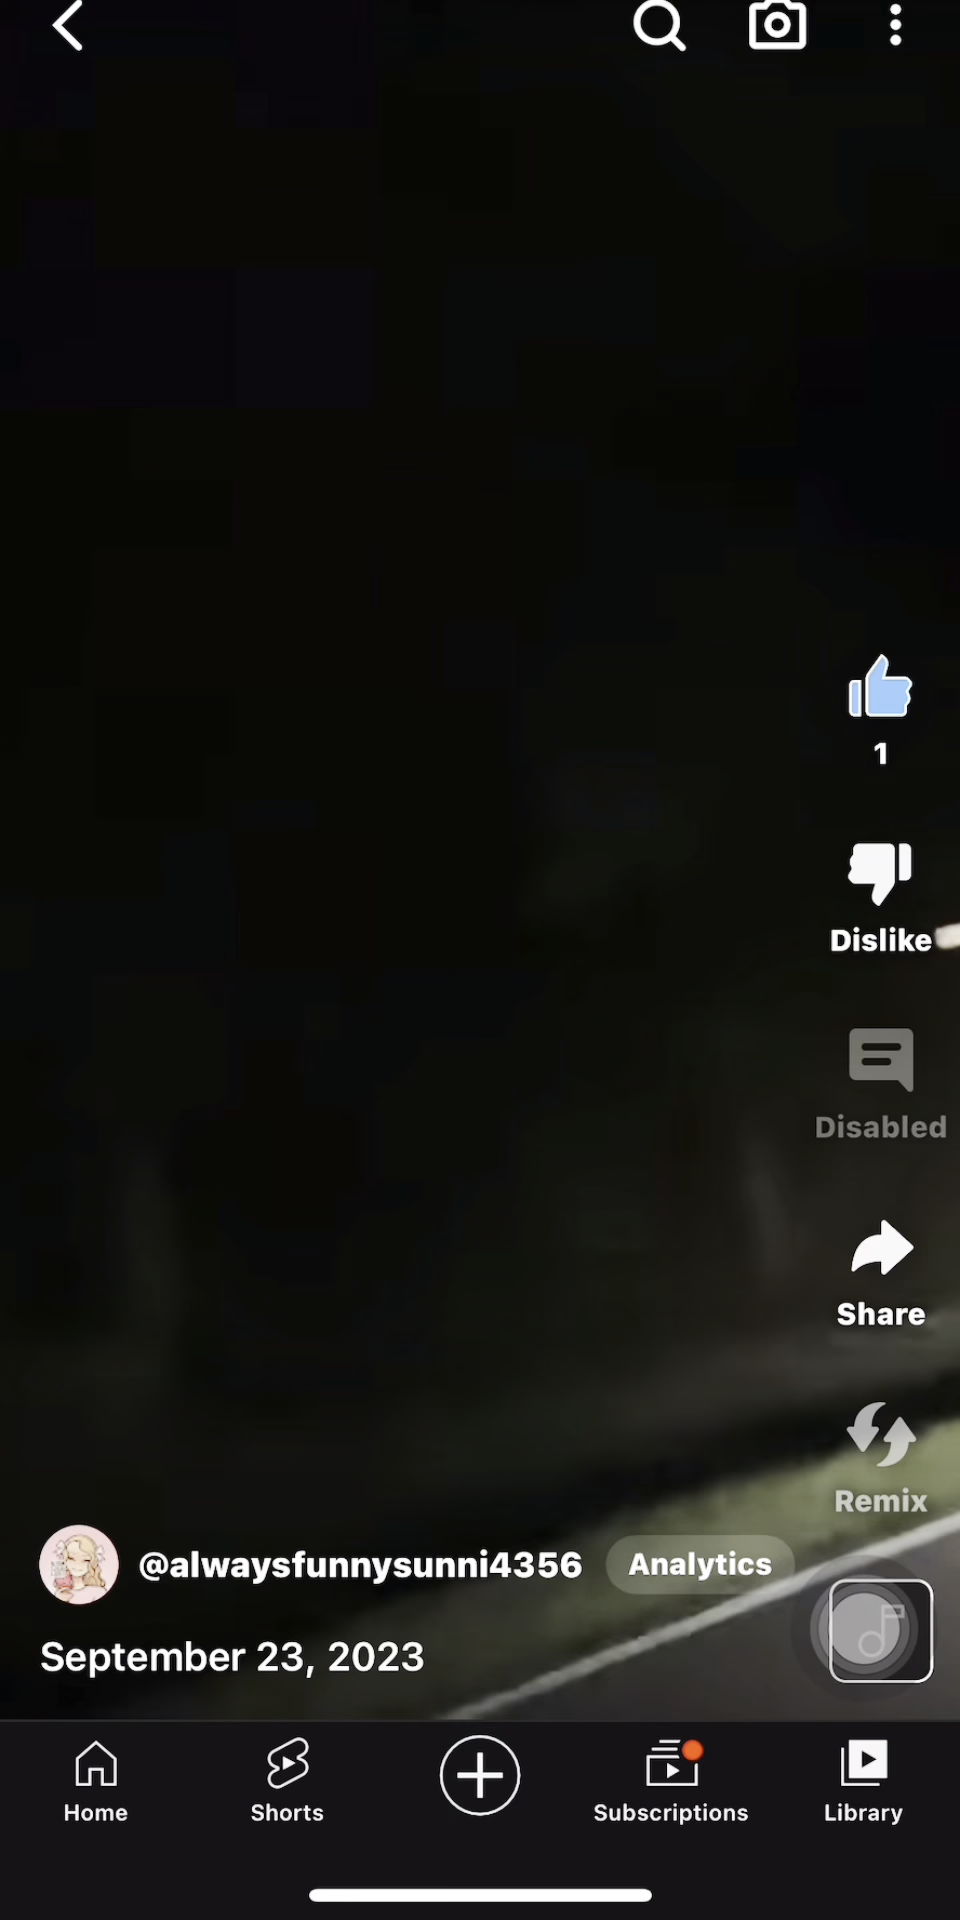 1
Dislike
Disabled
Share
Remix
@alwaysfunnysunni4356 Analytics
September 23, 2023
Home Shorts Subscriptions Library